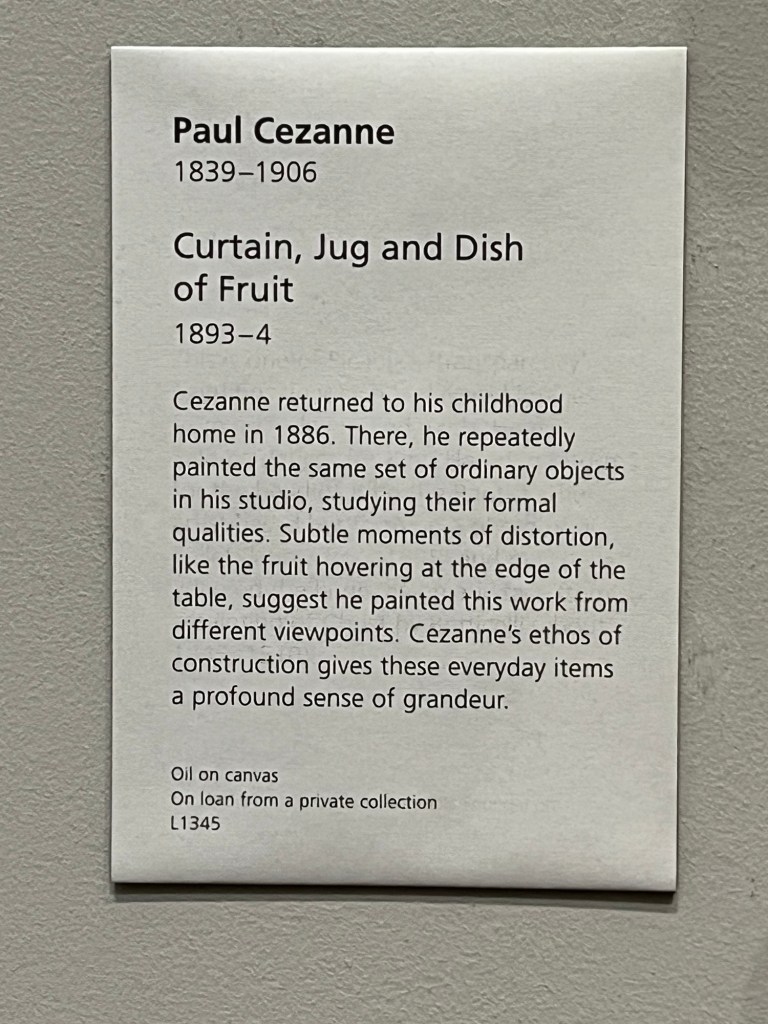 Paul Cezanne
1839–1906
Curtain, Jug and Dish
of Fruit
1893–4
Cezanne returned to his childhood
home in 1886. There, he repeatedly
painted the same set of ordinary objects
in his studio, studying their formal
qualities. Subtle moments of distortion,
like the fruit hovering at the edge of the
table, suggest he painted this work from
different viewpoints. Cezanne’s ethos of
construction gives these everyday items
a profound sense of grandeur.
Oil on canvas
On loan from a private collection
L1345